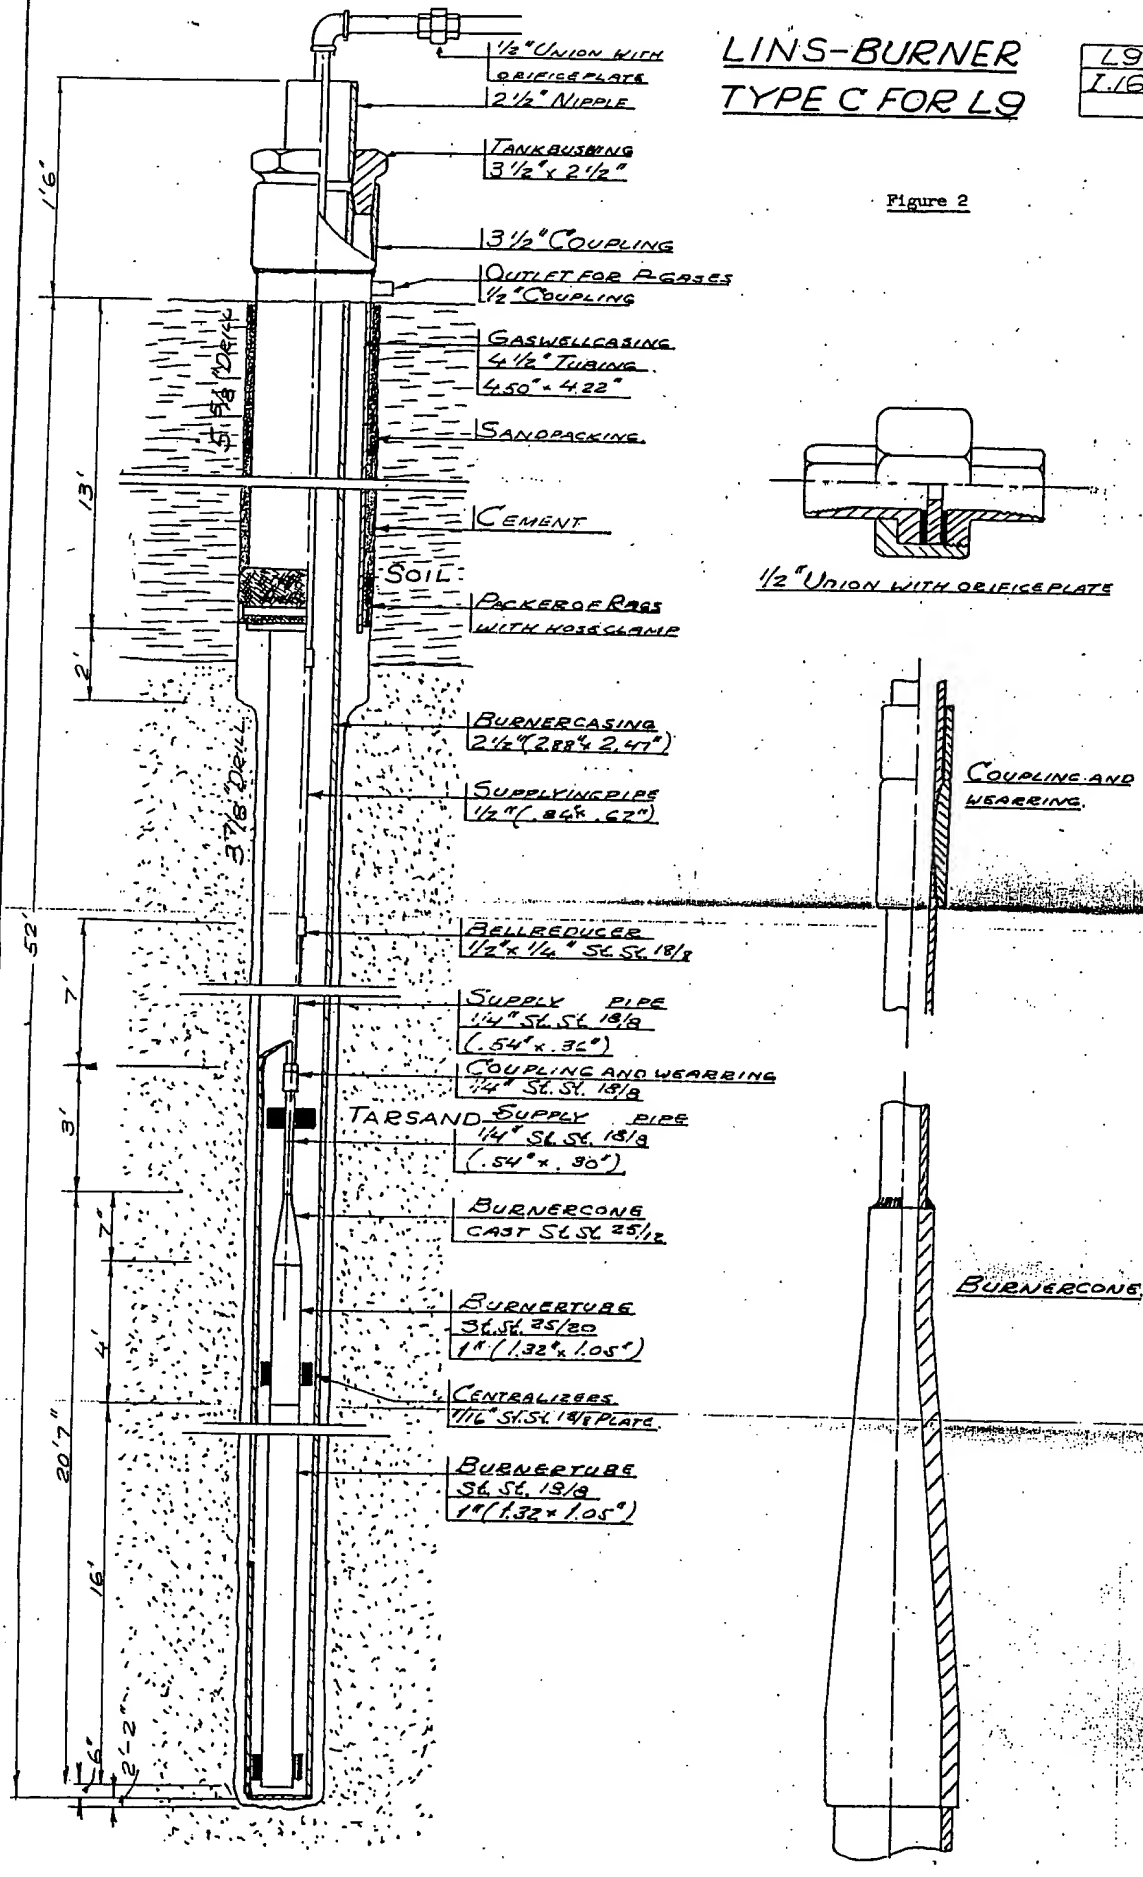 LINS-BURNER
TYPE C FOR L9
L9
I.16
Figure 2
1/2" UNION WITH
ORIFICEPLATE
2 1/2" NIPPLE
TANKBUSHING
3 1/2" x 2 1/2"
3 1/2" COUPLING
OUTLET FOR P-GASES
1/2" COUPLING
GASWELLCASING
4 1/2" TUBING.
4.50" x 4.22"
SANDPACKING.
CEMENT
SOIL
PACKER OF RAGS
WITH HOSECLAMP
BURNERCASING
2 1/2" (2.88" x 2.47")
SUPPLYINGPIPE
1/2" (.84" x .62")
BELLREDUCER
1/2" x 1/4" St. St. 18/8
SUPPLY PIPE
1/4" St. St. 18/8
(.54" x .36")
COUPLING AND WEARRING
1/4" St. St. 18/8
TARSAND
SUPPLY PIPE
1/4" St. St. 18/8
(.54" x .30")
BURNERCONE
CAST St. St. 25/12
BURNERTUBE
St. St. 25/20
1" (1.32" x 1.05")
CENTRALIZERS
1/16" St. St. 18/8 PLATE.
BURNERTUBE
St. St. 18/8
1" (1.32 x 1.05")
1/2" UNION WITH ORIFICEPLATE
COUPLING AND
WEARRING.
BURNERCONE.
1'6"
5 5/8" DRILL
13'
2'
3 7/8" DRILL
52'
7'
3'
7"
4'
20'7"
16'
6"
2"-2"